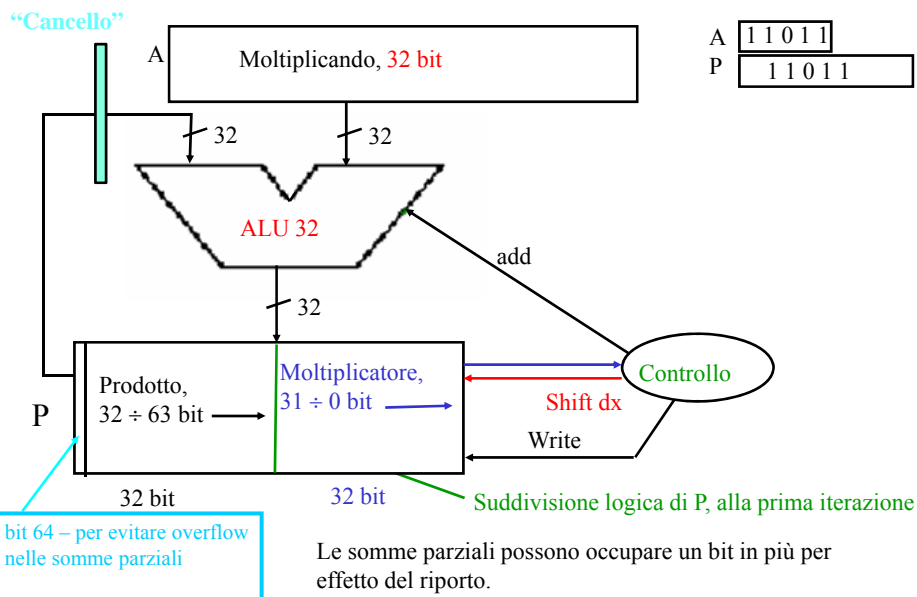 “Cancello”
A
Moltiplicando, 32 bit
A 1 1 0 1 1
P 1 1 0 1 1
32
32
ALU 32
add
32
P
Prodotto,
32 ÷ 63 bit
Moltiplicatore,
31 ÷ 0 bit
Controllo
Shift dx
Write
32 bit
32 bit
Suddivisione logica di P, alla prima iterazione
bit 64 – per evitare overflow
nelle somme parziali
Le somme parziali possono occupare un bit in più per
effetto del riporto.